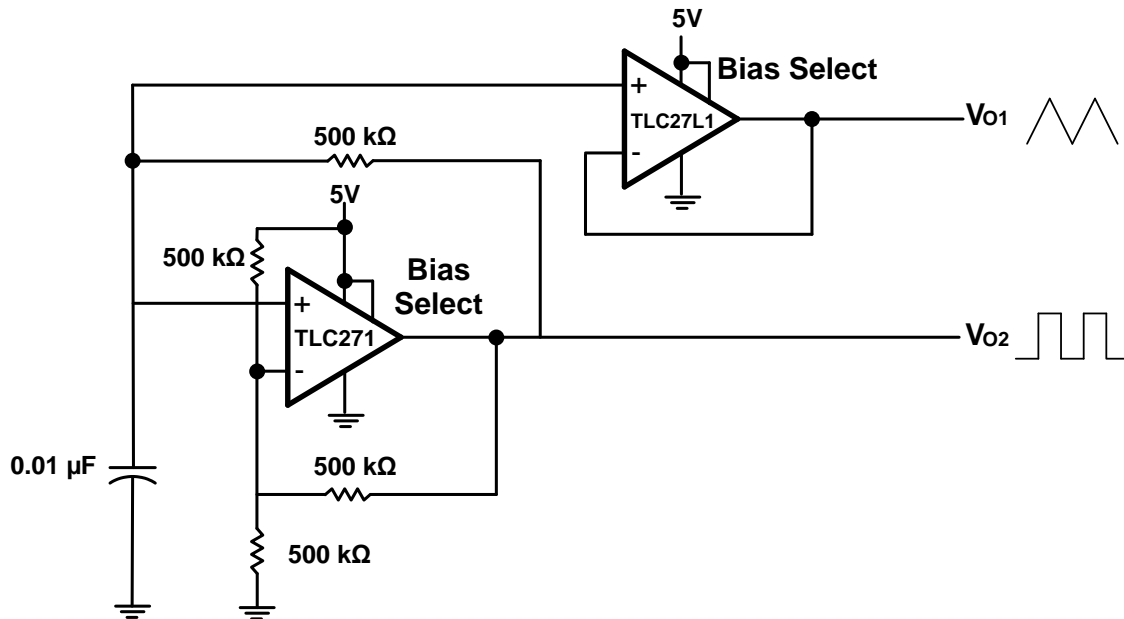 5V
Bias Select
+
TLC27L1
-
VO1
500 kΩ
5V
500 kΩ
Bias
Select
+
TLC271
-
VO2
0.01 µF
500 kΩ
500 kΩ